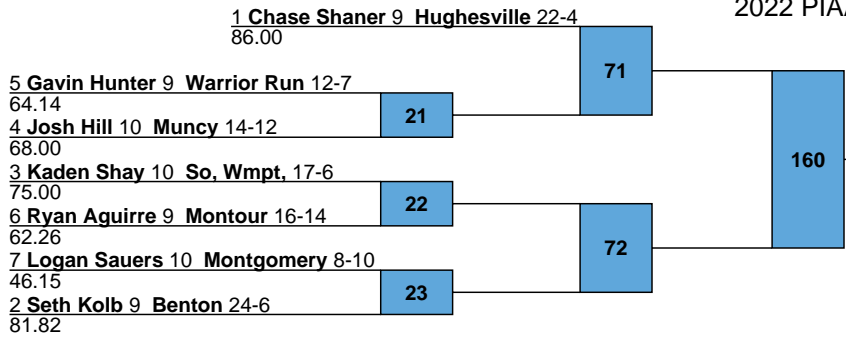 2022 PIAA
1 Chase Shaner 9 Hughesville 22-4
86.00
71
5 Gavin Hunter 9 Warrior Run 12-7
64.14
21
4 Josh Hill 10 Muncy 14-12
68.00
160
3 Kaden Shay 10 So, Wmpt, 17-6
75.00
22
6 Ryan Aguirre 9 Montour 16-14
62.26
72
7 Logan Sauers 10 Montgomery 8-10
46.15
23
2 Seth Kolb 9 Benton 24-6
81.82